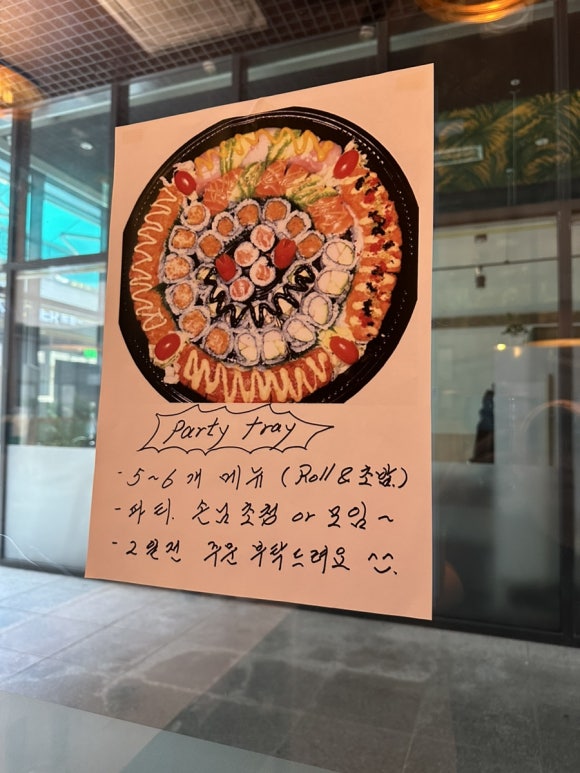 Party tray
- 5~6개 메뉴 (Roll & 초밥)
- 파티. 손님초청 or 모임~
- 2일전 주문 부탁드려요 ^^.